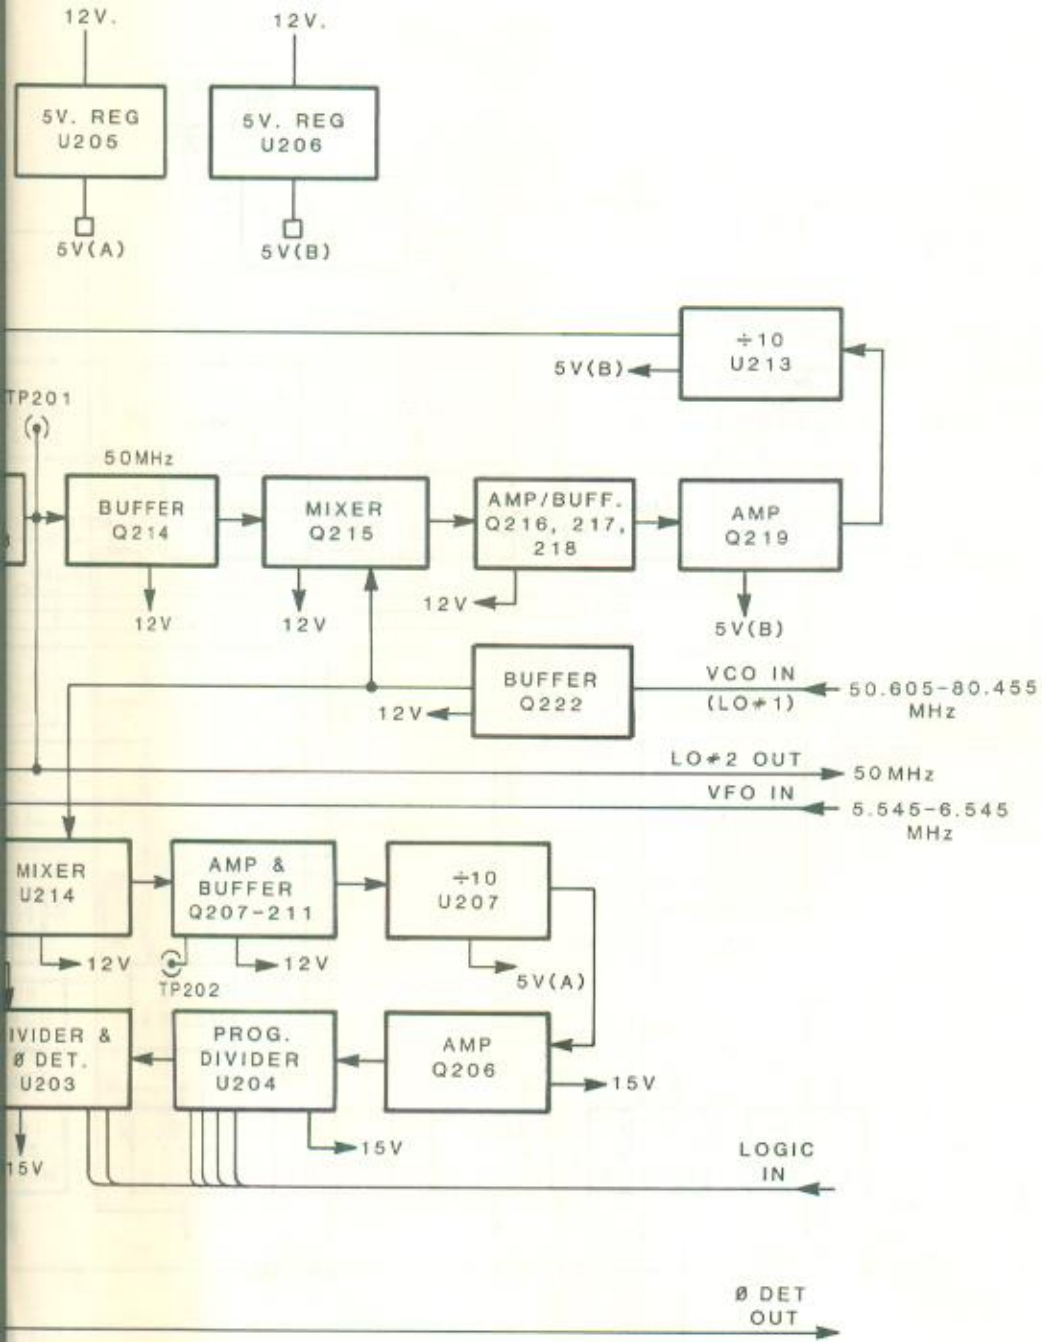 12V.
12V.
5V. REG
U205
5V. REG
U206
5V(A)
5V(B)
÷10
U213
5V(B)
TP201
50MHz
BUFFER
Q214
MIXER
Q215
AMP/BUFF.
Q216, 217,
218
AMP
Q219
12V
12V
12V
5V(B)
BUFFER
Q222
VCO IN
(LO#1)
50.605-80.455
MHz
12V
LO#2 OUT
50MHz
VFO IN
5.545-6.545
MHz
MIXER
U214
AMP &
BUFFER
Q207-211
÷10
U207
12V
TP202
12V
5V(A)
IVIDER &
Ø DET.
U203
PROG.
DIVIDER
U204
AMP
Q206
15V
15V
15V
LOGIC
IN
Ø DET
OUT